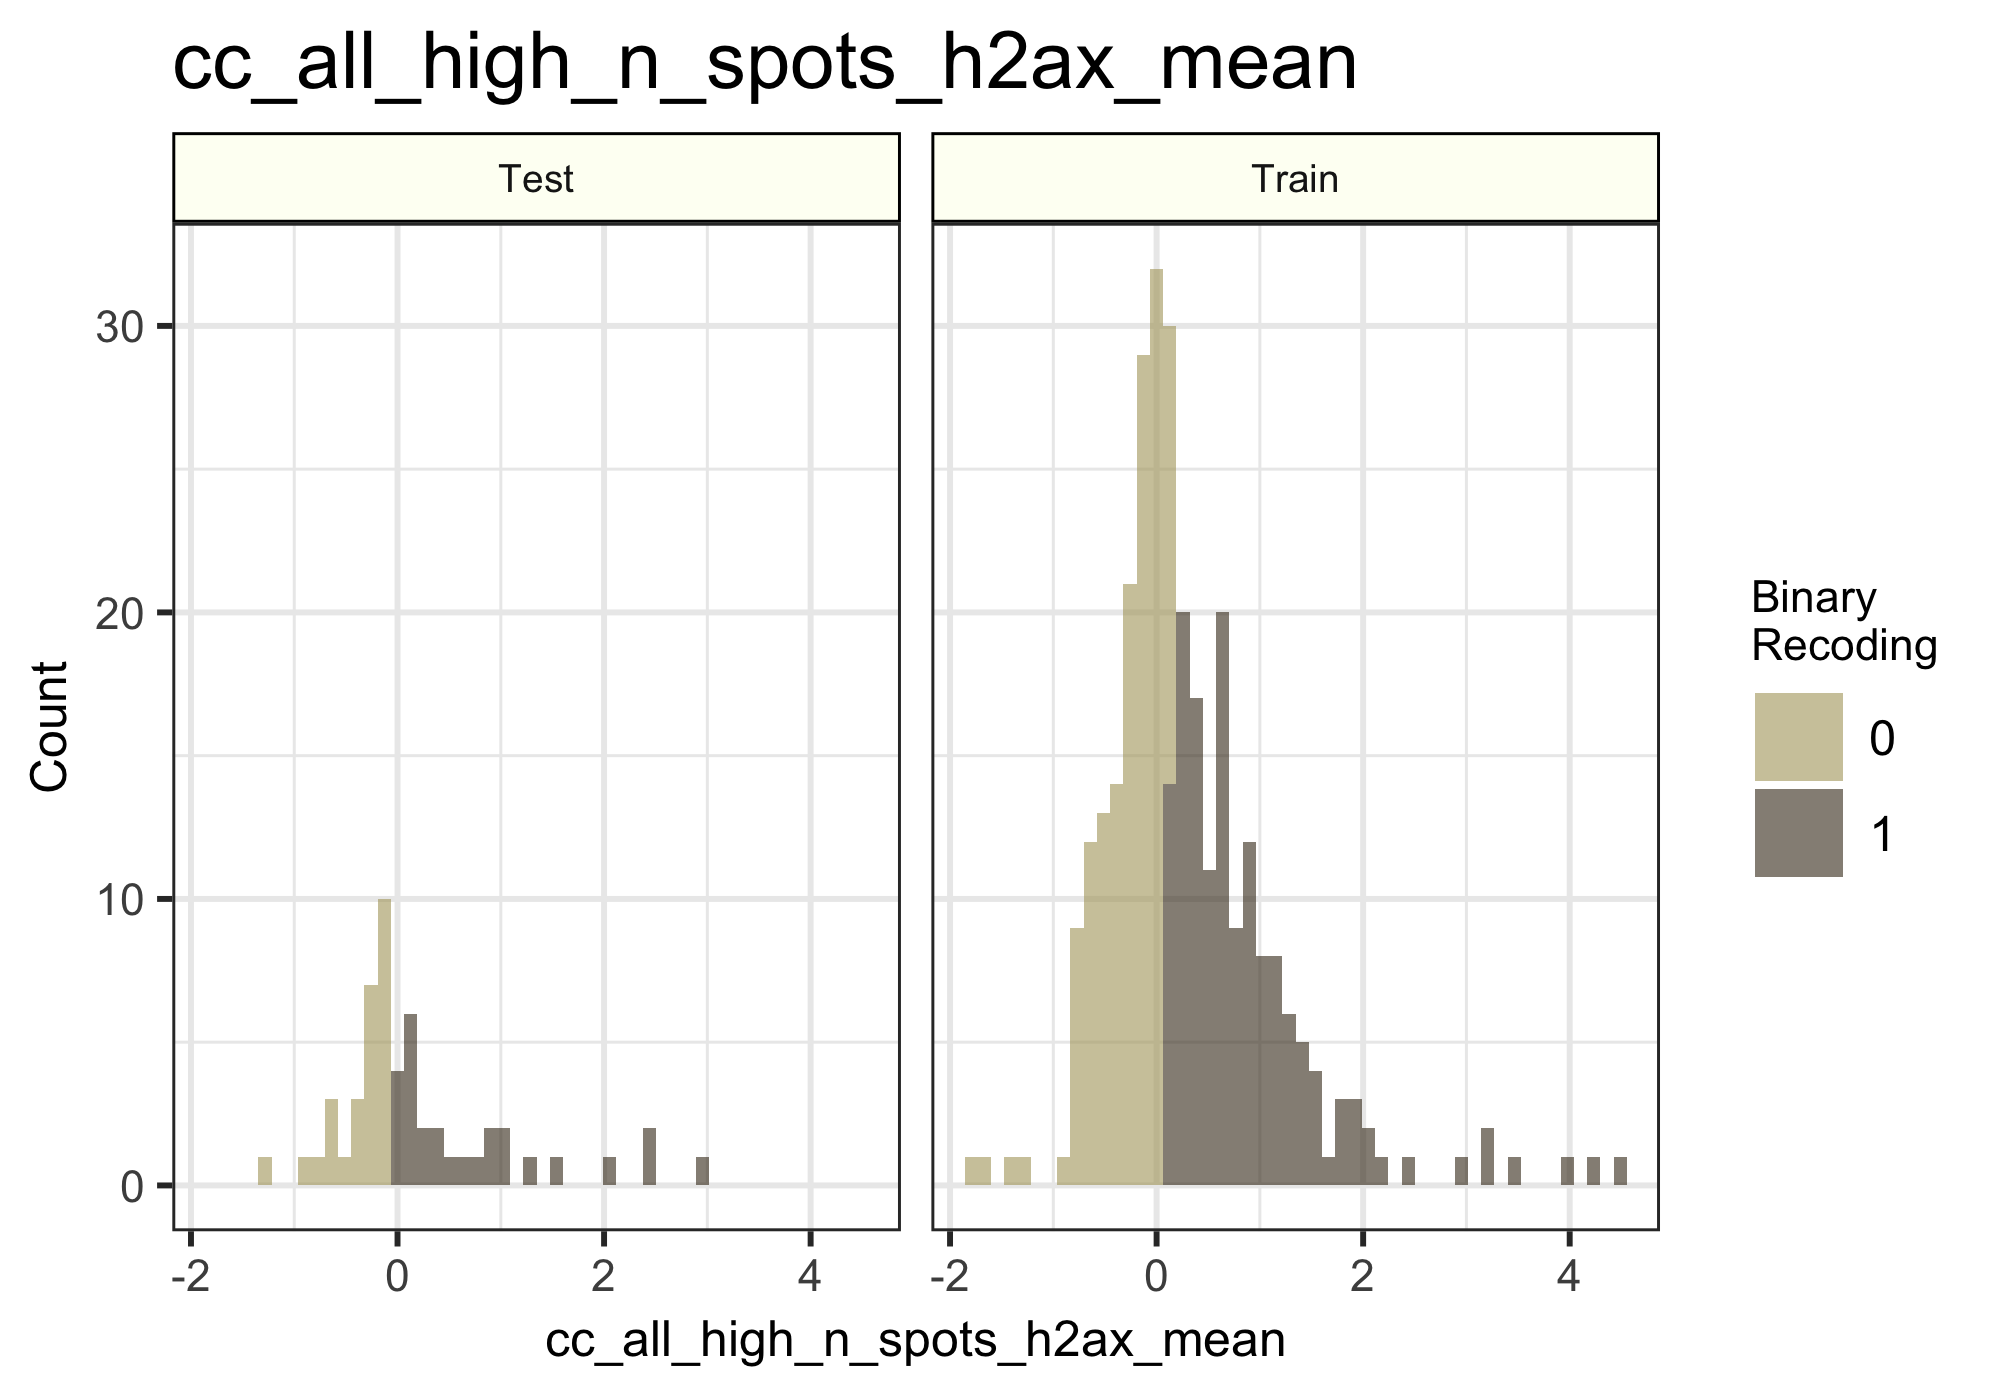 cc_all_high_n_spots_h2ax_mean
Test
Train
30
20
10
0
Count
-2
0
2
4
-2
0
2
4
cc_all_high_n_spots_h2ax_mean
Binary
Recoding
0
1